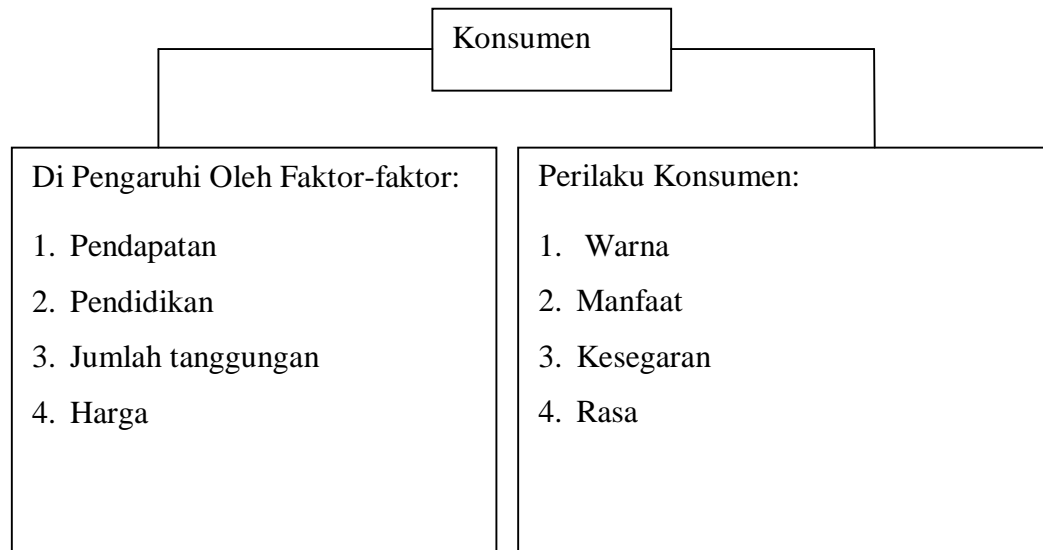 Konsumen
Di Pengaruhi Oleh Faktor-faktor:
1. Pendapatan
2. Pendidikan
3. Jumlah tanggungan
4. Harga
Perilaku Konsumen:
1. Warna
2. Manfaat
3. Kesegaran
4. Rasa